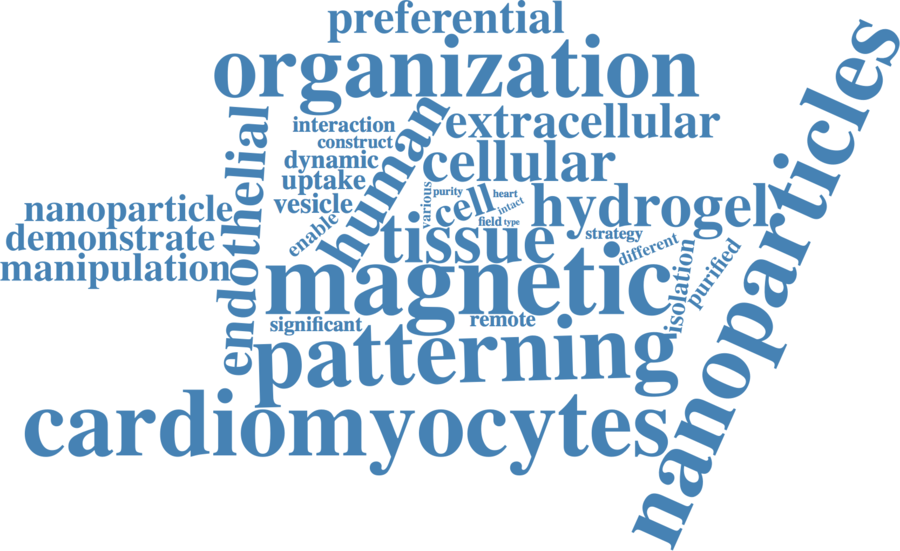 preferential
organization
nanoparticles
human
extracellular
interaction
construct
cellular
dynamic
uptake
vesicle
endothelial
various
purity
heart
cell
intact
field
type
hydrogel
nanoparticle
demonstrate
manipulation
enable
tissue
strategy
different
isolation
purified
magnetic
significant
remote
patterning
cardiomyocytes